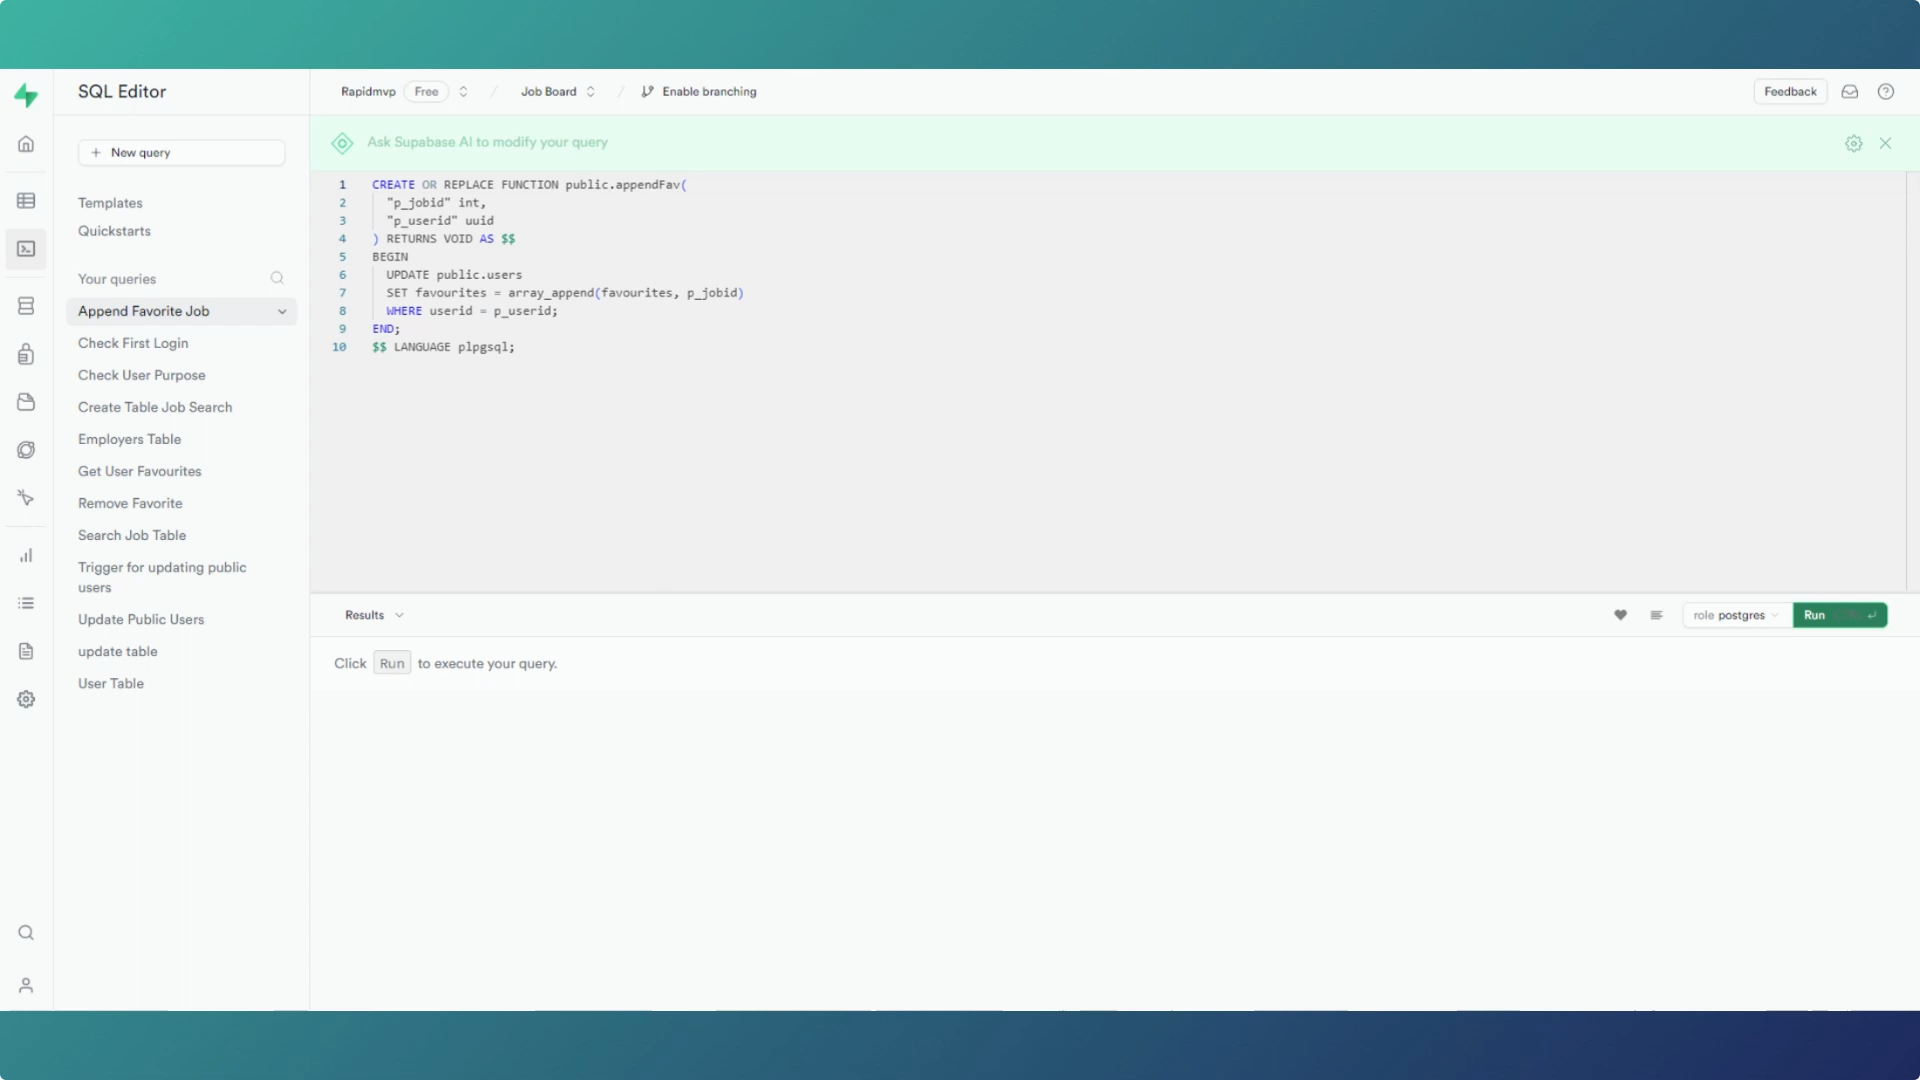 SQL Editor
Rapidmvp Free / Job Board / Enable branching
Feedback
+ New query
Ask Supabase AI to modify your query
Templates
Quickstarts
Your queries
Append Favorite Job
Check First Login
Check User Purpose
Create Table Job Search
Employers Table
Get User Favourites
Remove Favorite
Search Job Table
Trigger for updating public
users
Update Public Users
update table
User Table
1 CREATE OR REPLACE FUNCTION public.appendFav(
2 "p_jobid" int,
3 "p_userid" uuid
4 ) RETURNS VOID AS $$
5 BEGIN
6 UPDATE public.users
7 SET favourites = array_append(favourites, p_jobid)
8 WHERE userid = p_userid;
9 END;
10 $$ LANGUAGE plpgsql;
Results
role postgres
Run
Click Run to execute your query.